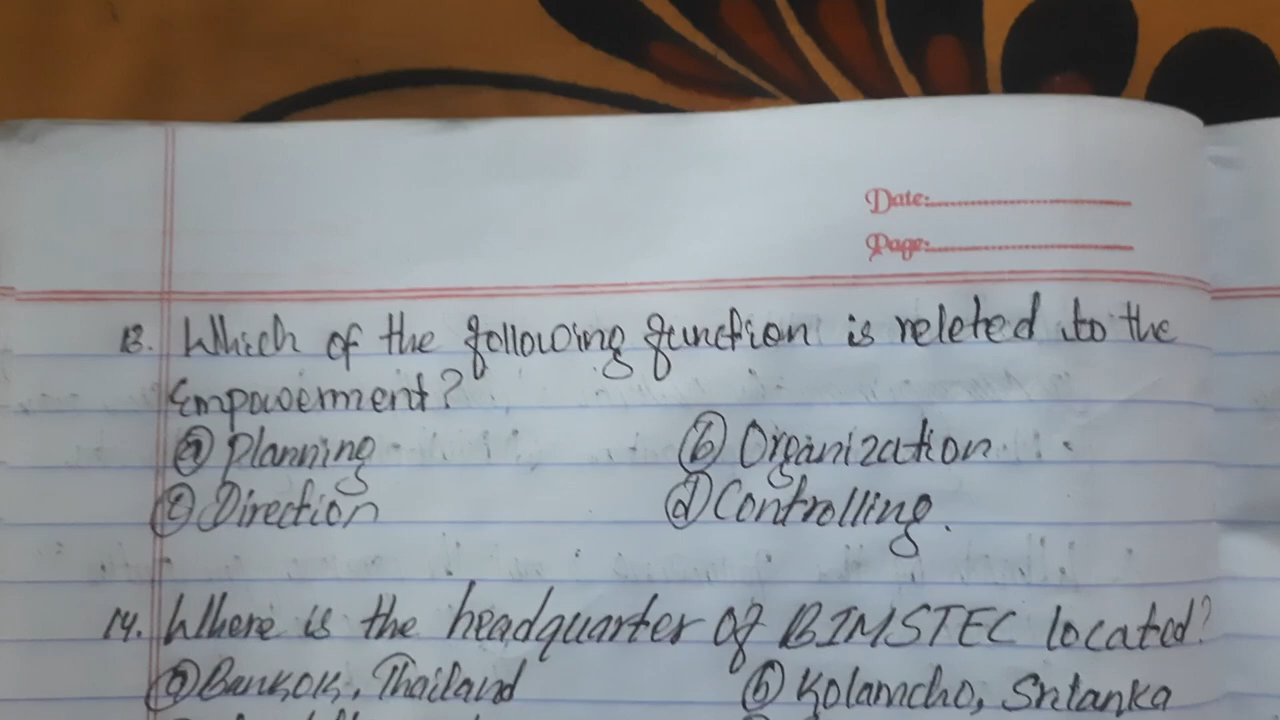 Date:
Page:
13. Which of the following function is releted to the
Empowerment?
(a) Planning (b) Organization
(c) Direction (d) Controlling.
14. Where is the headquarter of BIMSTEC located?
(a) Bankok, Thailand (b) Kolamcho, Srilanka